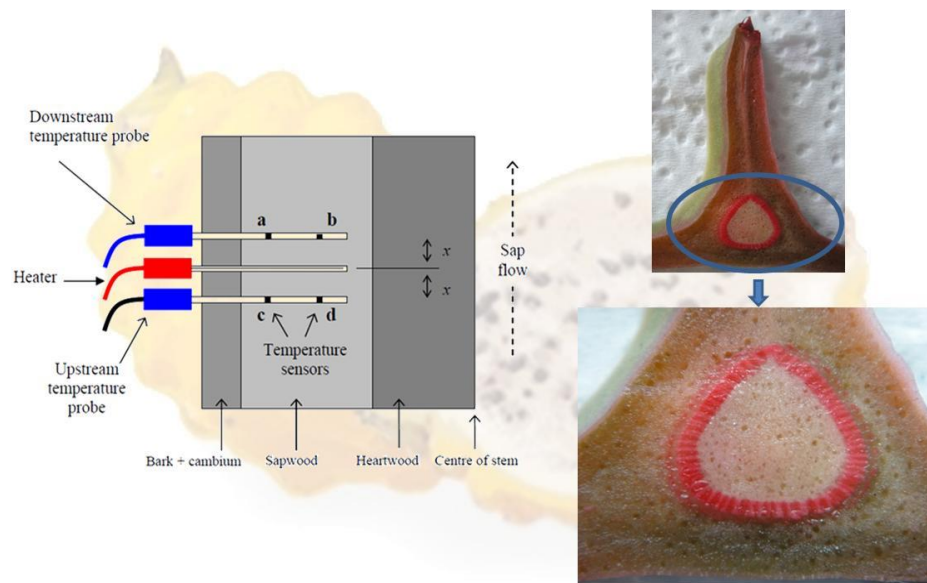 Downstream
temperature probe
a
b
x
Heater
x
Sap
flow
c
d
Temperature
sensors
Upstream
temperature
probe
Bark + cambium
Sapwood
Heartwood
Centre of stem